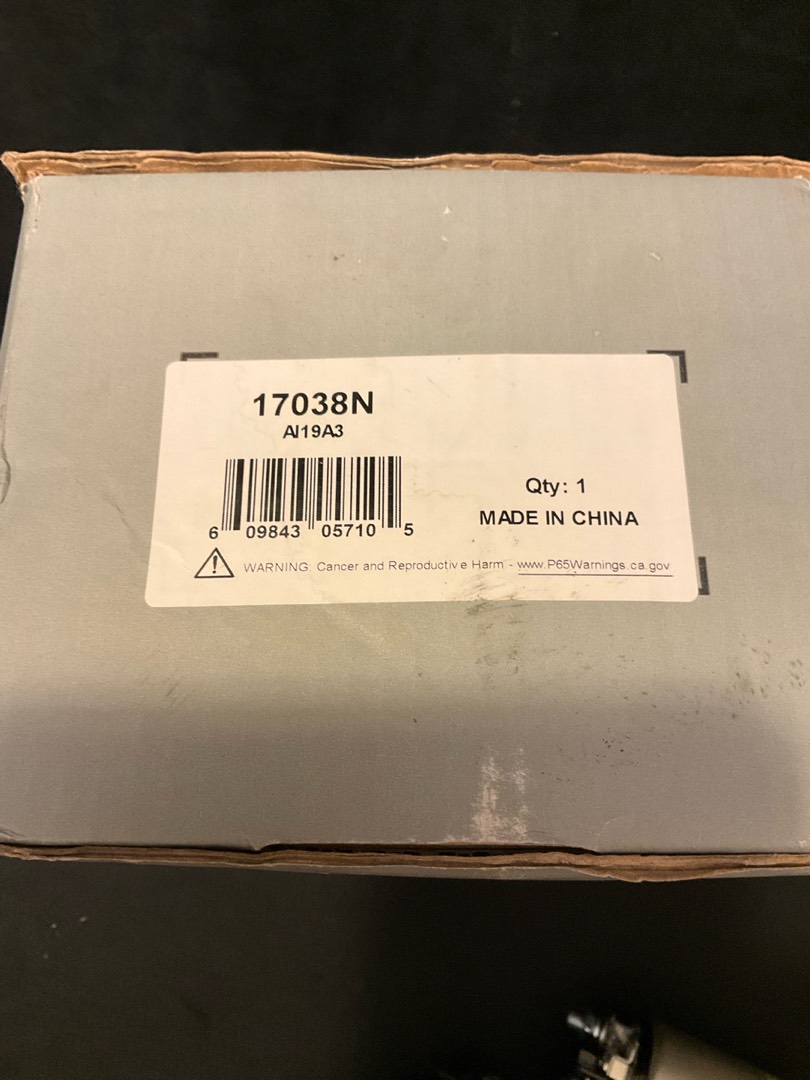 17038N
AI19A3
6 09843 05710 5
Qty: 1
MADE IN CHINA
WARNING: Cancer and Reproductive Harm - www.P65Warnings.ca.gov